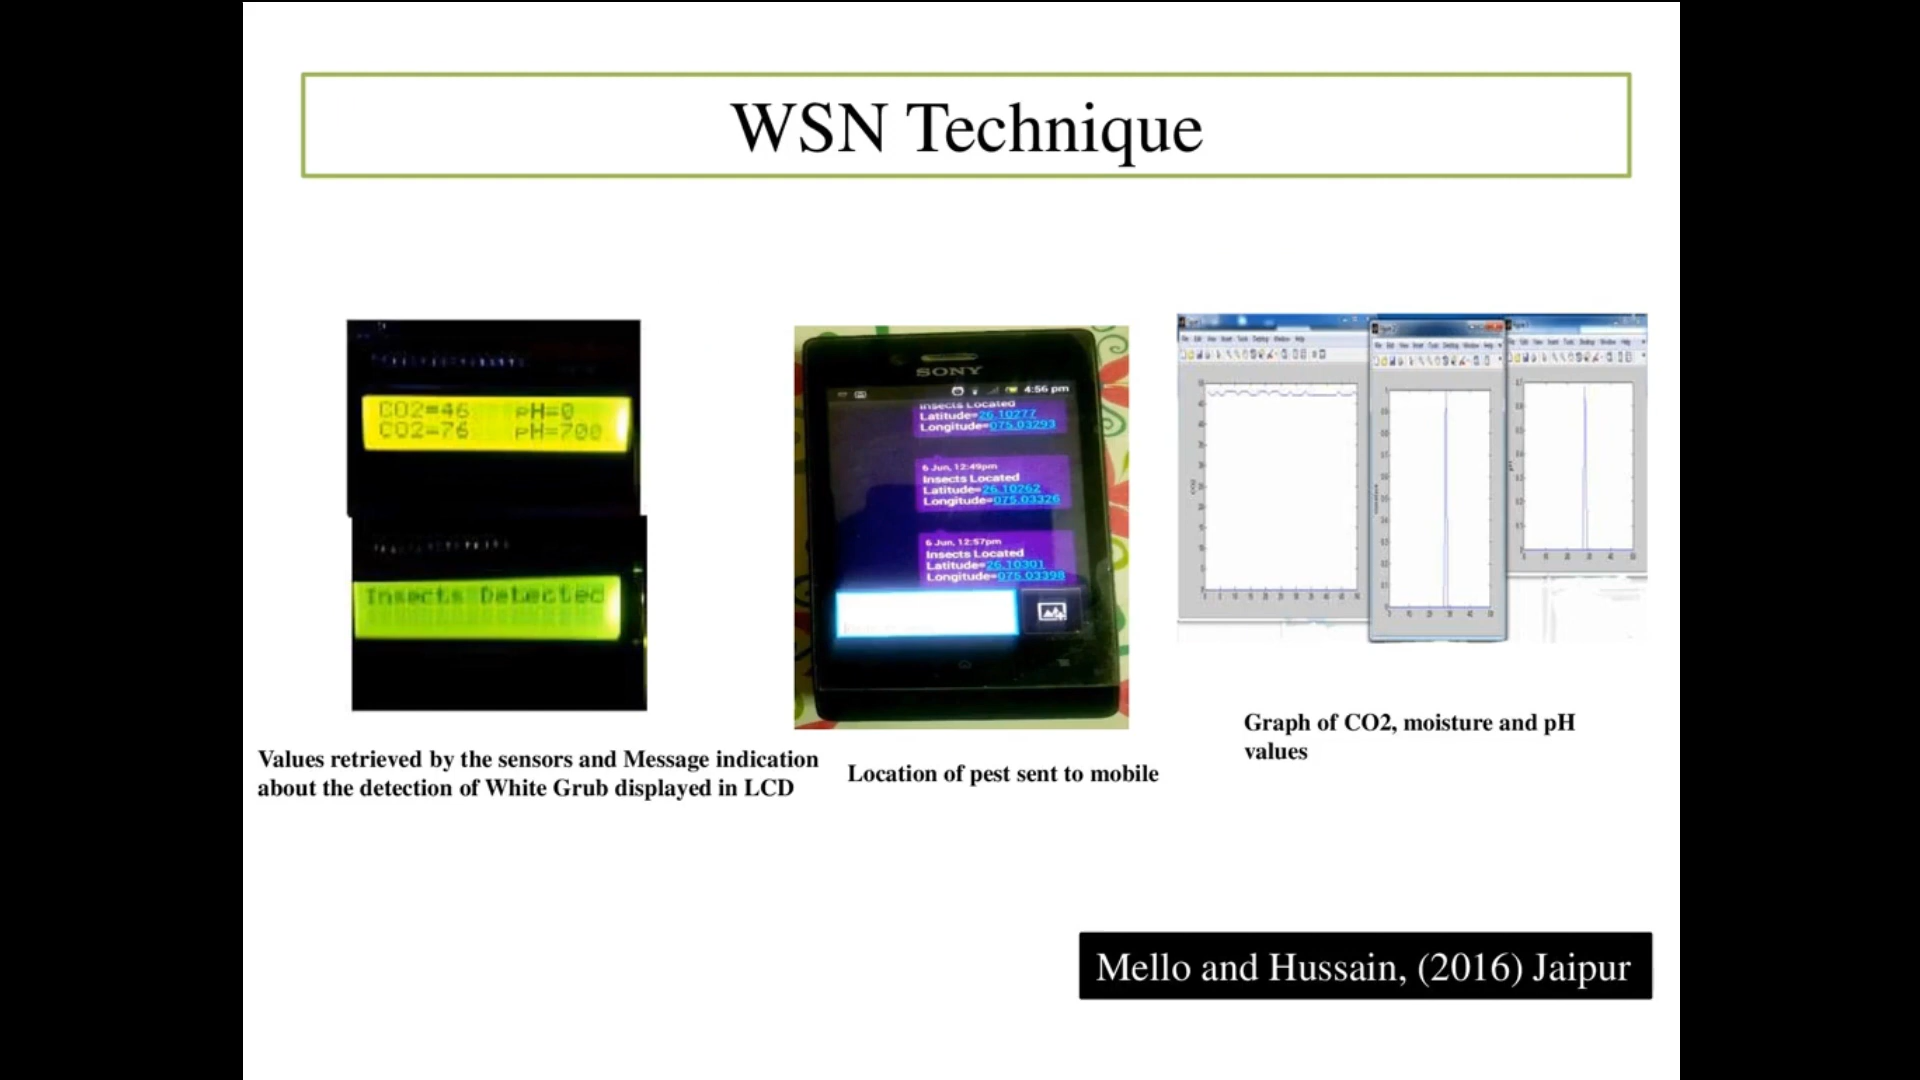 WSN Technique
CO2=46 pH=0
CO2=76 pH=700
Insects Detected
SONY
4:56 pm
Insects Located
Latitude=26.10277
Longitude=075.03293
6 Jun, 12:49pm
Insects Located
Latitude=26.10262
Longitude=075.03326
6 Jun, 12:57pm
Insects Located
Latitude=26.10301
Longitude=075.03398
Values retrieved by the sensors and Message indication
about the detection of White Grub displayed in LCD
Location of pest sent to mobile
Graph of CO2, moisture and pH
values
Mello and Hussain, (2016) Jaipur